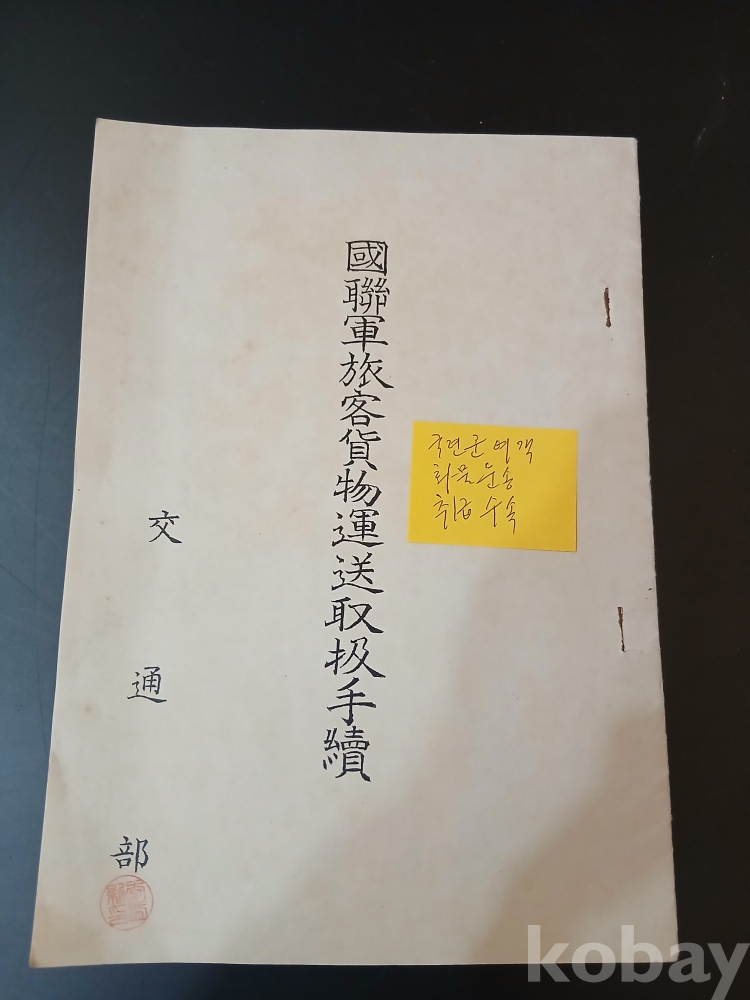 國聯軍旅客貨物運送取扱手續
국련군 여객
화물 운송
취급 수속
交通部
kobay